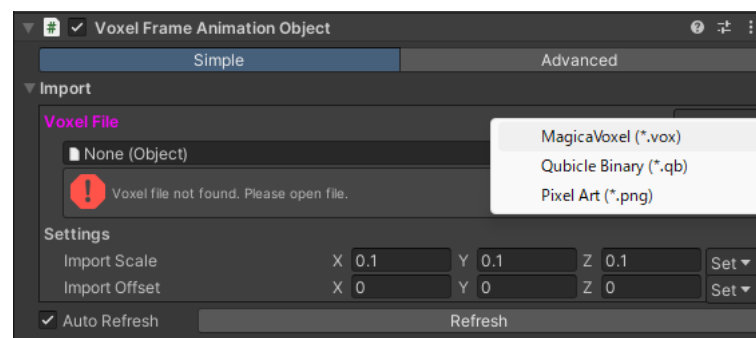 # Voxel Frame Animation Object
Simple Advanced
Import
Voxel File
MagicaVoxel (*.vox)
None (Object)
Qubicle Binary (*.qb)
Voxel file not found. Please open file.
Pixel Art (*.png)
Settings
Import Scale X 0.1 Y 0.1 Z 0.1 Set
Import Offset X 0 Y 0 Z 0 Set
Auto Refresh Refresh